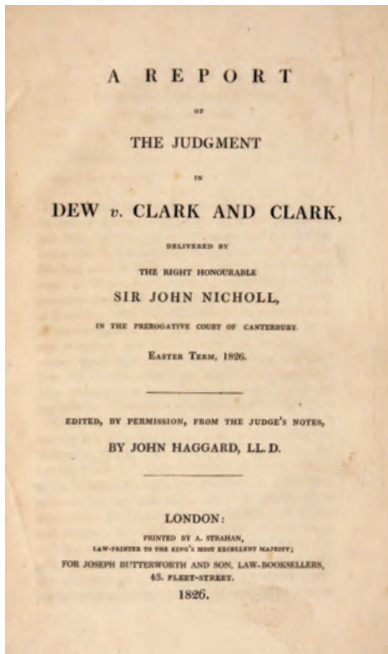 A REPORT
OF
THE JUDGMENT
IN
DEW v. CLARK AND CLARK,
DELIVERED BY
THE RIGHT HONOURABLE
SIR JOHN NICHOLL,
IN THE PREROGATIVE COURT OF CANTERBURY.
EASTER TERM, 1826.
EDITED, BY PERMISSION, FROM THE JUDGE'S NOTES,
BY JOHN HAGGARD, LL. D.
LONDON:
PRINTED BY A. STRAHAN,
LAW-PRINTER TO THE KING'S MOST EXCELLENT MAJESTY;
FOR JOSEPH BUTTERWORTH AND SON, LAW-BOOKSELLERS,
43. FLEET-STREET.
1826.